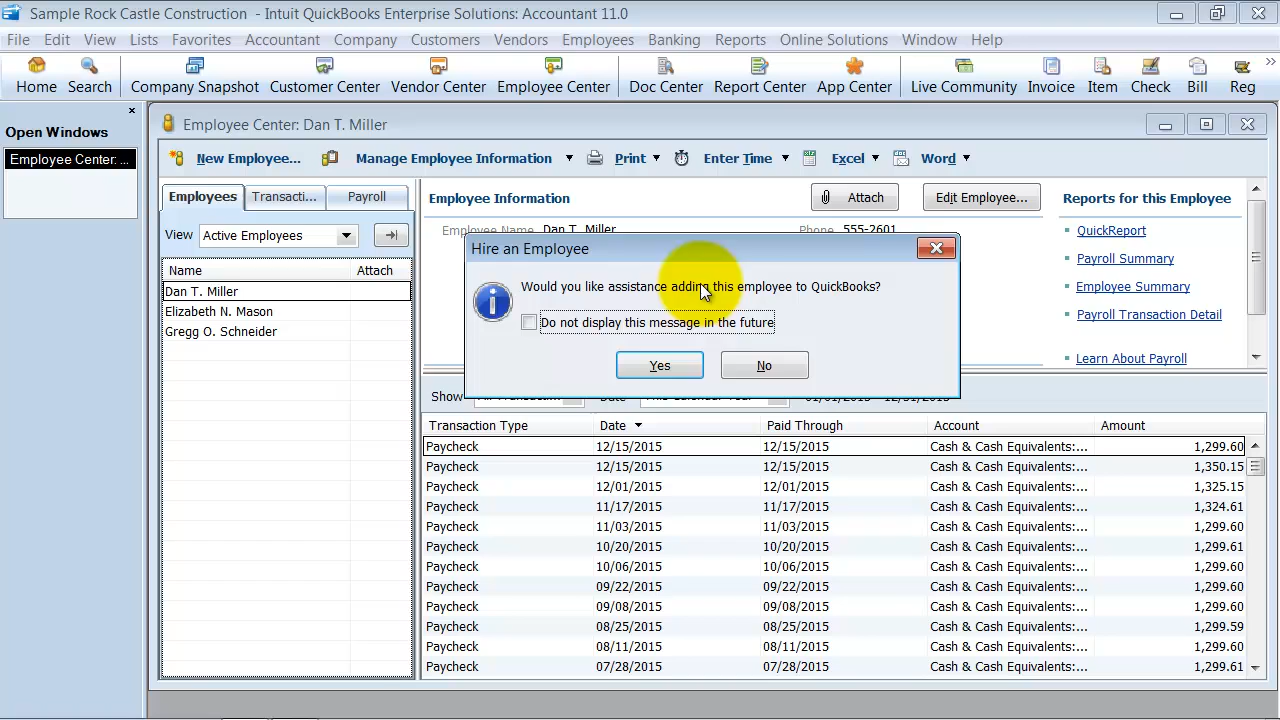 Sample Rock Castle Construction - Intuit QuickBooks Enterprise Solutions: Accountant 11.0
File Edit View Lists Favorites Accountant Company Customers Vendors Employees Banking Reports Online Solutions Window Help
Home Search Company Snapshot Customer Center Vendor Center Employee Center Doc Center Report Center App Center Live Community Invoice Item Check Bill Reg
Open Windows
Employee Center: ...
Employee Center: Dan T. Miller
New Employee... Manage Employee Information Print Enter Time Excel Word
Employees Transacti... Payroll
View Active Employees
Name Attach
Dan T. Miller
Elizabeth N. Mason
Gregg O. Schneider
Employee Information Attach Edit Employee...
Employee Name Dan T. Miller Phone 555-2601
Reports for this Employee
QuickReport
Payroll Summary
Employee Summary
Payroll Transaction Detail
Learn About Payroll
Hire an Employee
Would you like assistance adding this employee to QuickBooks?
Do not display this message in the future
Yes No
Show
Transaction Type Date Paid Through Account Amount
Paycheck 12/15/2015 12/15/2015 Cash & Cash Equivalents:... 1,299.60
Paycheck 12/15/2015 12/15/2015 Cash & Cash Equivalents:... 1,350.15
Paycheck 12/01/2015 12/01/2015 Cash & Cash Equivalents:... 1,325.15
Paycheck 11/17/2015 11/17/2015 Cash & Cash Equivalents:... 1,324.61
Paycheck 11/03/2015 11/03/2015 Cash & Cash Equivalents:... 1,299.60
Paycheck 10/20/2015 10/20/2015 Cash & Cash Equivalents:... 1,299.61
Paycheck 10/06/2015 10/06/2015 Cash & Cash Equivalents:... 1,299.60
Paycheck 09/22/2015 09/22/2015 Cash & Cash Equivalents:... 1,299.60
Paycheck 09/08/2015 09/08/2015 Cash & Cash Equivalents:... 1,299.60
Paycheck 08/25/2015 08/25/2015 Cash & Cash Equivalents:... 1,299.59
Paycheck 08/11/2015 08/11/2015 Cash & Cash Equivalents:... 1,299.60
Paycheck 07/28/2015 07/28/2015 Cash & Cash Equivalents:... 1,299.61